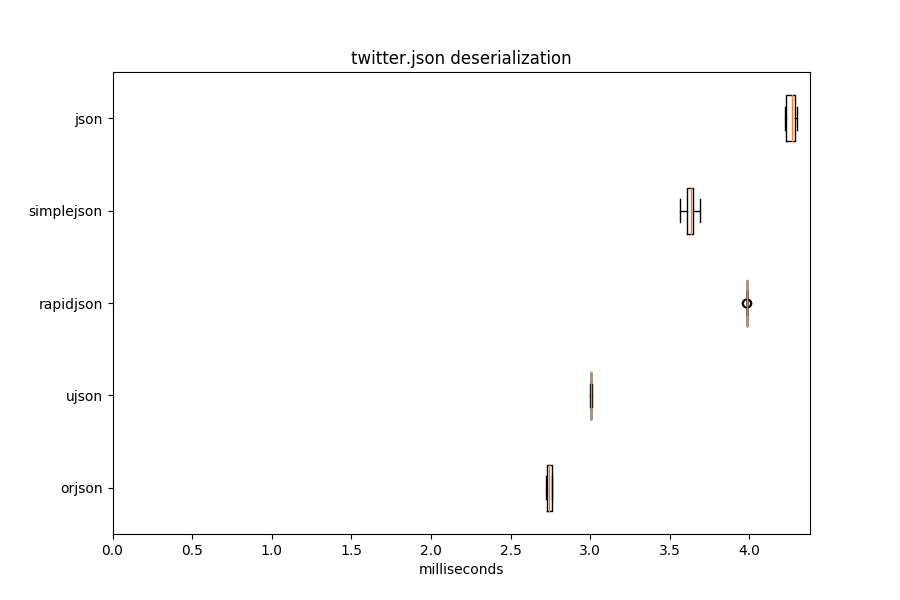 twitter.json deserialization
json
simplejson
rapidjson
ujson
orjson
0.0 0.5 1.0 1.5 2.0 2.5 3.0 3.5 4.0
milliseconds